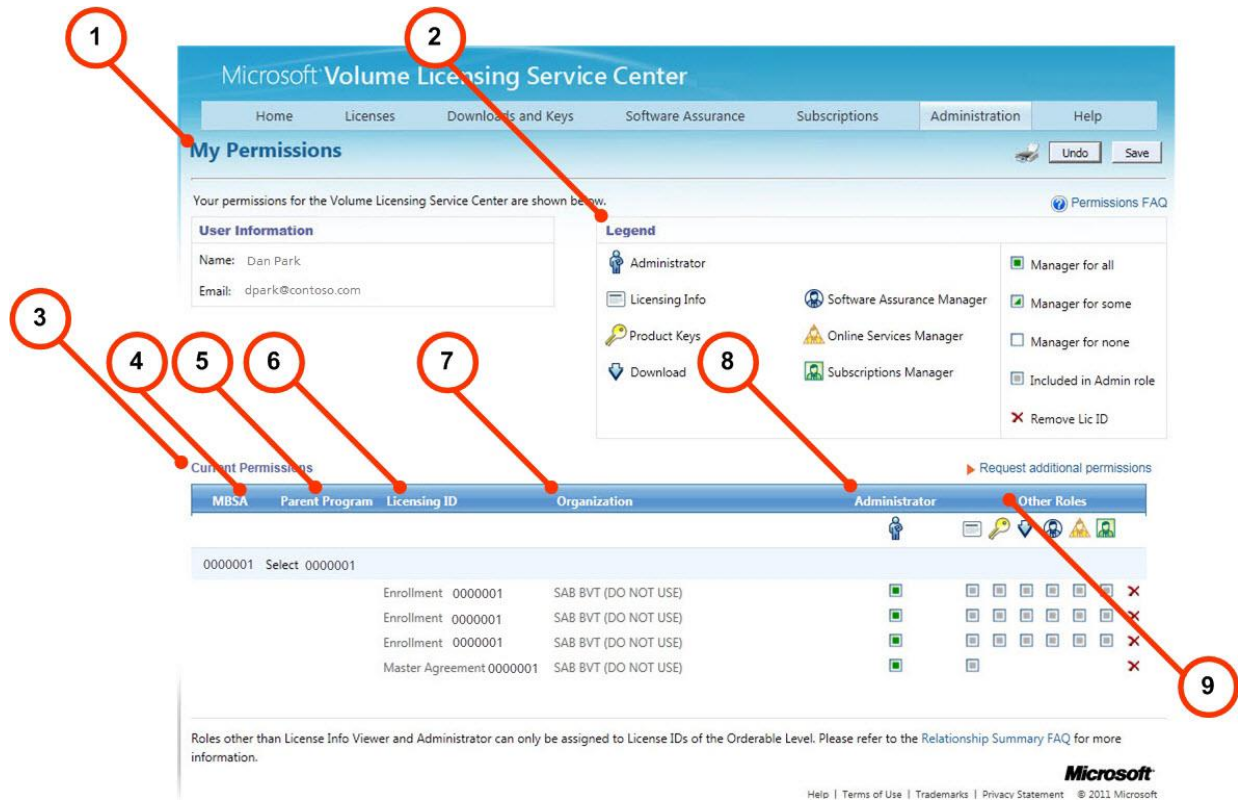 1
2
Microsoft Volume Licensing Service Center
Home Licenses Downloads and Keys Software Assurance Subscriptions Administration Help
My Permissions
Undo Save
Your permissions for the Volume Licensing Service Center are shown below.
Permissions FAQ
User Information
Name: Dan Park
Email: dpark@contoso.com
Legend
Administrator
Licensing Info
Product Keys
Download
Software Assurance Manager
Online Services Manager
Subscriptions Manager
Manager for all
Manager for some
Manager for none
Included in Admin role
Remove Lic ID
3
4
5
6
7
8
Current Permissions
Request additional permissions
MBSA Parent Program Licensing ID Organization Administrator Other Roles
0000001 Select 0000001
Enrollment 0000001 SAB BVT (DO NOT USE)
Enrollment 0000001 SAB BVT (DO NOT USE)
Enrollment 0000001 SAB BVT (DO NOT USE)
Master Agreement 0000001 SAB BVT (DO NOT USE)
9
Roles other than License Info Viewer and Administrator can only be assigned to License IDs of the Orderable Level. Please refer to the Relationship Summary FAQ for more
information.
Microsoft
Help | Terms of Use | Trademarks | Privacy Statement © 2011 Microsoft